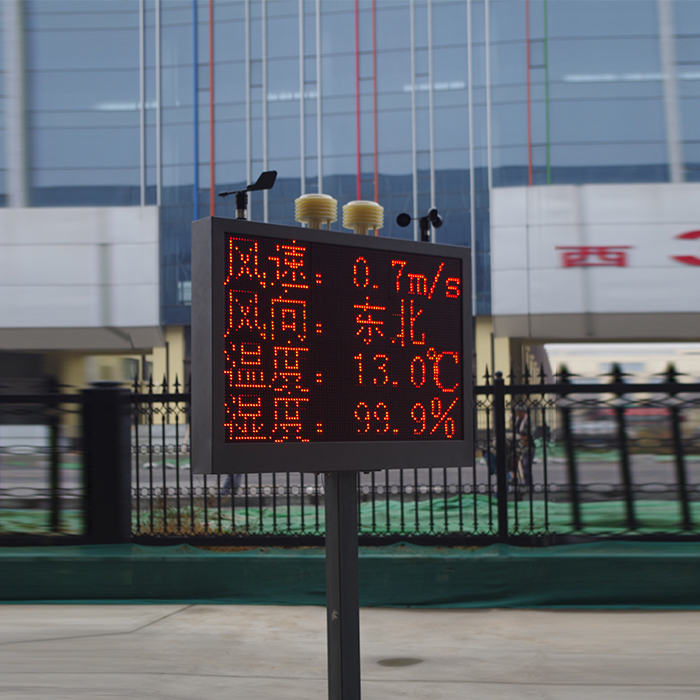 风速: 0.7m/s
风向: 东北
温度: 13.0℃
湿度: 99.9%
西